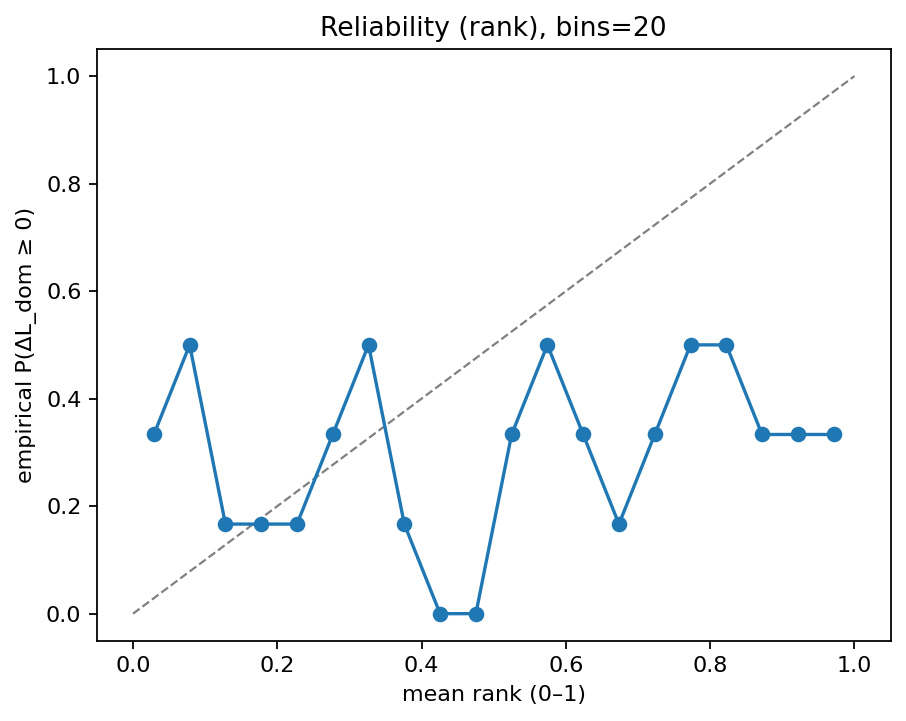 Reliability (rank), bins=20
empirical P(ΔL_dom ≥ 0)
1.0
0.8
0.6
0.4
0.2
0.0
0.0 0.2 0.4 0.6 0.8 1.0
mean rank (0–1)